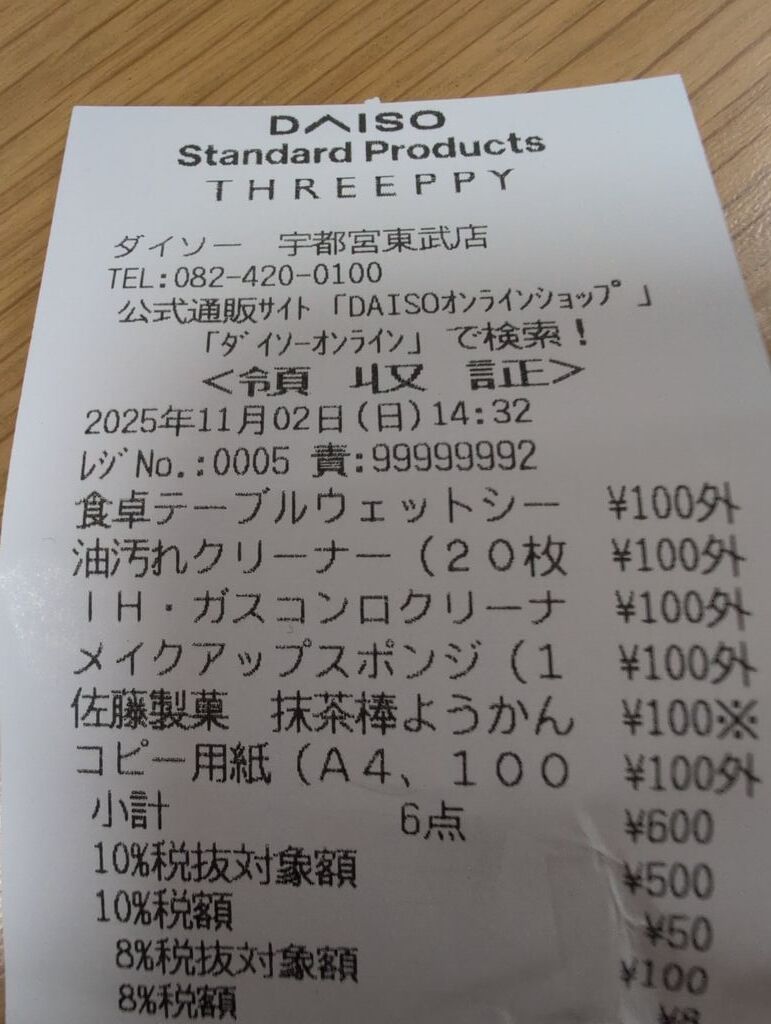 DAISO
Standard Products
THREEPPY
ダイソー 宇都宮東武店
TEL:082-420-0100
公式通販ｻｲﾄ「DAISOｵﾝﾗｲﾝｼｮｯﾌﾟ」
「ﾀﾞｲｿｰｵﾝﾗｲﾝ」で検索！
<領 収 証>
2025年11月02日(日)14:32
ﾚｼﾞNo.:0005 責:99999992
食卓テーブルウェットシー ¥100外
油汚れクリーナー（２０枚 ¥100外
ＩＨ・ガスコンロクリーナ ¥100外
メイクアップスポンジ（１ ¥100外
佐藤製菓 抹茶棒ようかん ¥100※
コピー用紙（Ａ４、１００ ¥100外
小計 6点 ¥600
10%税抜対象額 ¥500
10%税額 ¥50
8%税抜対象額 ¥100
8%税額 ¥8